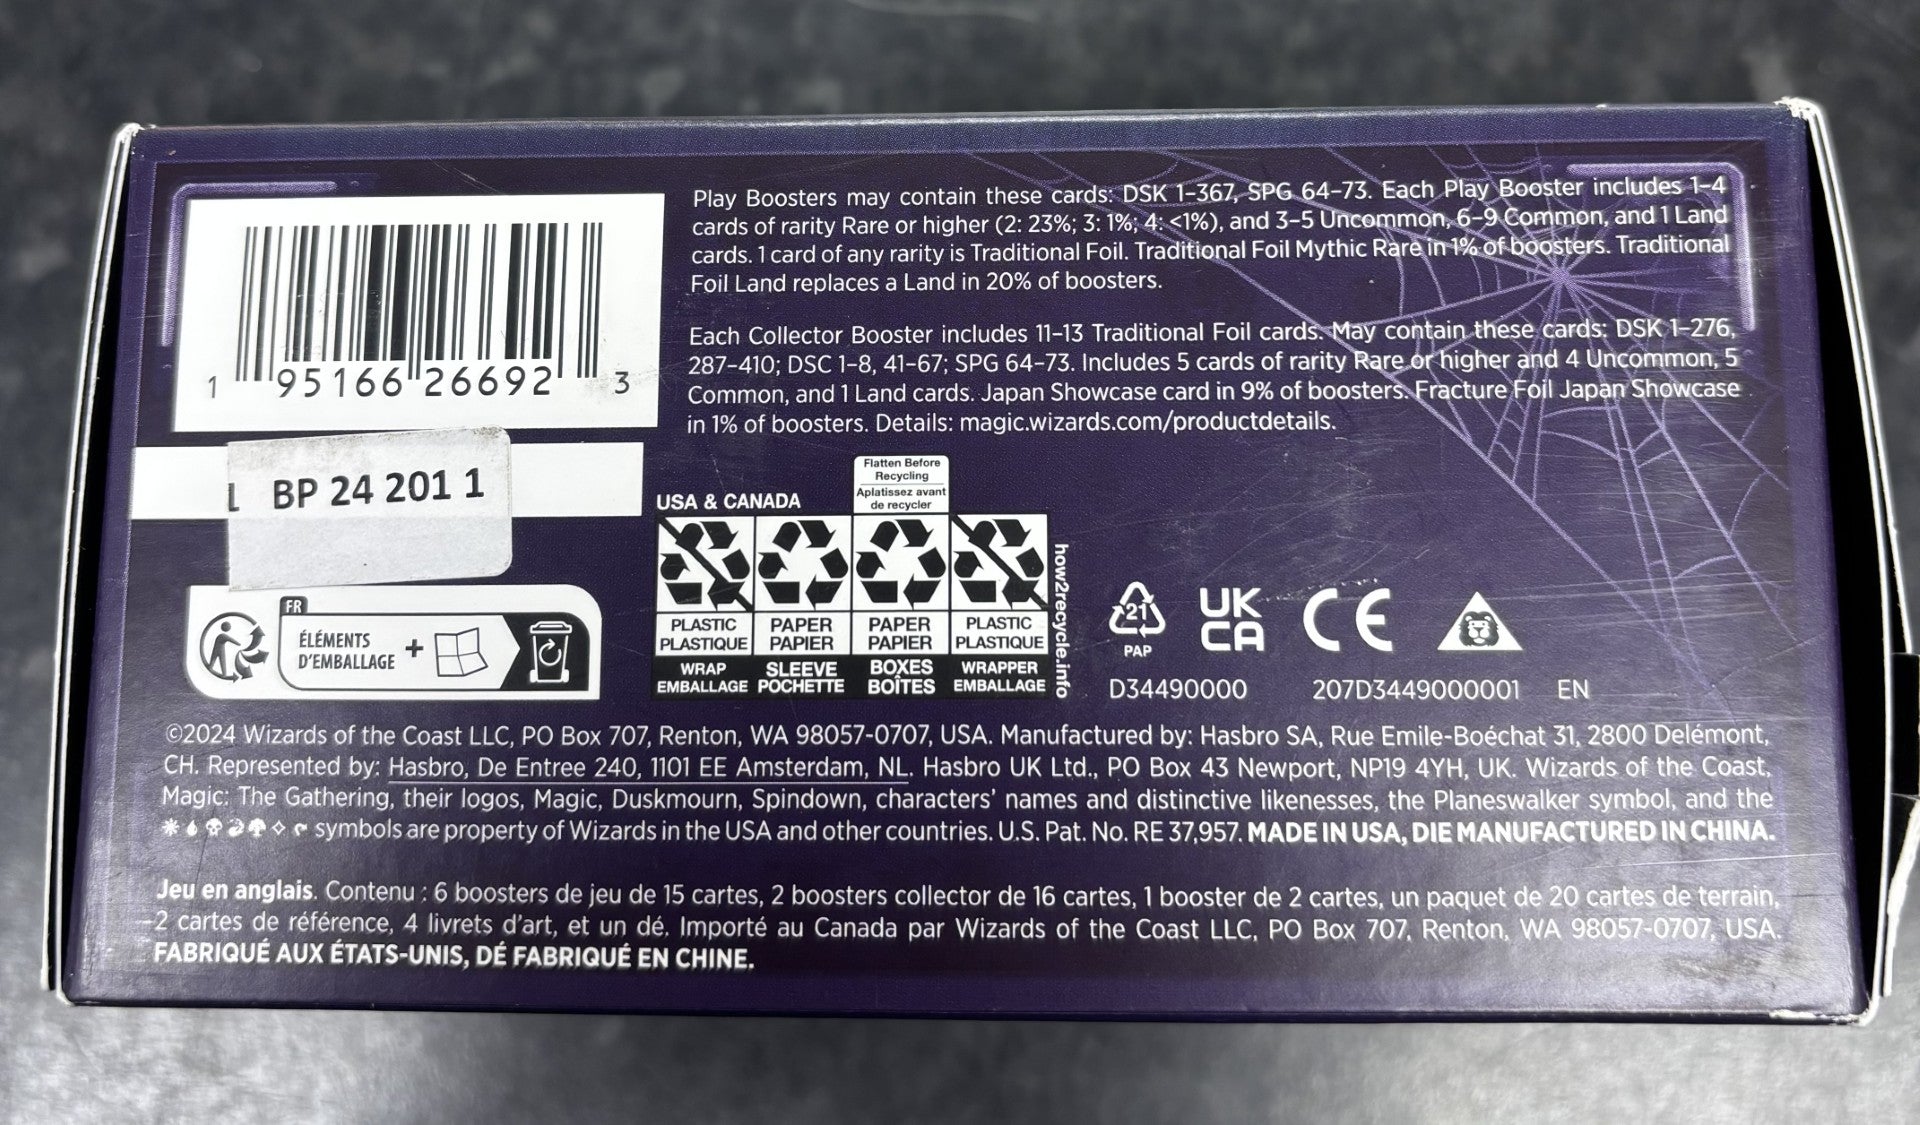 Play Boosters may contain these cards: DSK 1–367, SPG 64–73. Each Play Booster includes 1–4
cards of rarity Rare or higher (2: 23%; 3: 1%; 4: <1%), and 3–5 Uncommon, 6–9 Common, and 1 Land
cards. 1 card of any rarity is Traditional Foil. Traditional Foil Mythic Rare in 1% of boosters. Traditional
Foil Land replaces a Land in 20% of boosters.
Each Collector Booster includes 11–13 Traditional Foil cards. May contain these cards: DSK 1–276,
287–410; DSC 1–8, 41–67; SPG 64–73. Includes 5 cards of rarity Rare or higher and 4 Uncommon, 5
Common, and 1 Land cards. Japan Showcase card in 9% of boosters. Fracture Foil Japan Showcase
in 1% of boosters. Details: magic.wizards.com/productdetails.
1 95166 26692 3
BP 24 201 1
FR
ÉLÉMENTS
D'EMBALLAGE +
USA & CANADA
Flatten Before
Recycling
Aplatissez avant
de recycler
PLASTIC
PLASTIQUE
WRAP
EMBALLAGE
PAPER
PAPIER
SLEEVE
POCHETTE
PAPER
PAPIER
BOXES
BOÎTES
PLASTIC
PLASTIQUE
WRAPPER
EMBALLAGE
how2recycle.info
21
PAP
UK
CA
CE
D34490000 207D3449000001 EN
©2024 Wizards of the Coast LLC, PO Box 707, Renton, WA 98057-0707, USA. Manufactured by: Hasbro SA, Rue Emile-Boéchat 31, 2800 Delémont,
CH. Represented by: Hasbro, De Entree 240, 1101 EE Amsterdam, NL. Hasbro UK Ltd., PO Box 43 Newport, NP19 4YH, UK. Wizards of the Coast,
Magic: The Gathering, their logos, Magic, Duskmourn, Spindown, characters' names and distinctive likenesses, the Planeswalker symbol, and the
symbols are property of Wizards in the USA and other countries. U.S. Pat. No. RE 37,957. MADE IN USA, DIE MANUFACTURED IN CHINA.
Jeu en anglais. Contenu : 6 boosters de jeu de 15 cartes, 2 boosters collector de 16 cartes, 1 booster de 2 cartes, un paquet de 20 cartes de terrain,
2 cartes de référence, 4 livrets d'art, et un dé. Importé au Canada par Wizards of the Coast LLC, PO Box 707, Renton, WA 98057-0707, USA.
FABRIQUÉ AUX ÉTATS-UNIS, DÉ FABRIQUÉ EN CHINE.